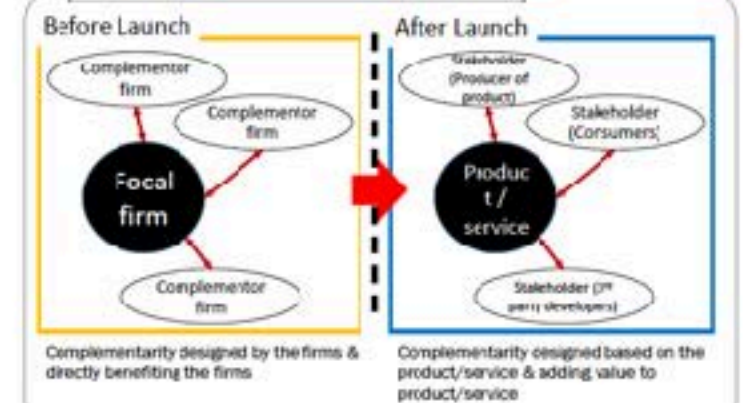 Before Launch
Complementor
firm
Complementor
firm
Focal
firm
Complementor
firm
Complementarity designed by the firms &
directly benefiting the firms
After Launch
Stakeholder
(Producer of
product)
Stakeholder
(Consumers)
Produc
t /
service
Stakeholder (3rd
party developers)
Complementarity designed based on the
product/service & adding value to
product/service